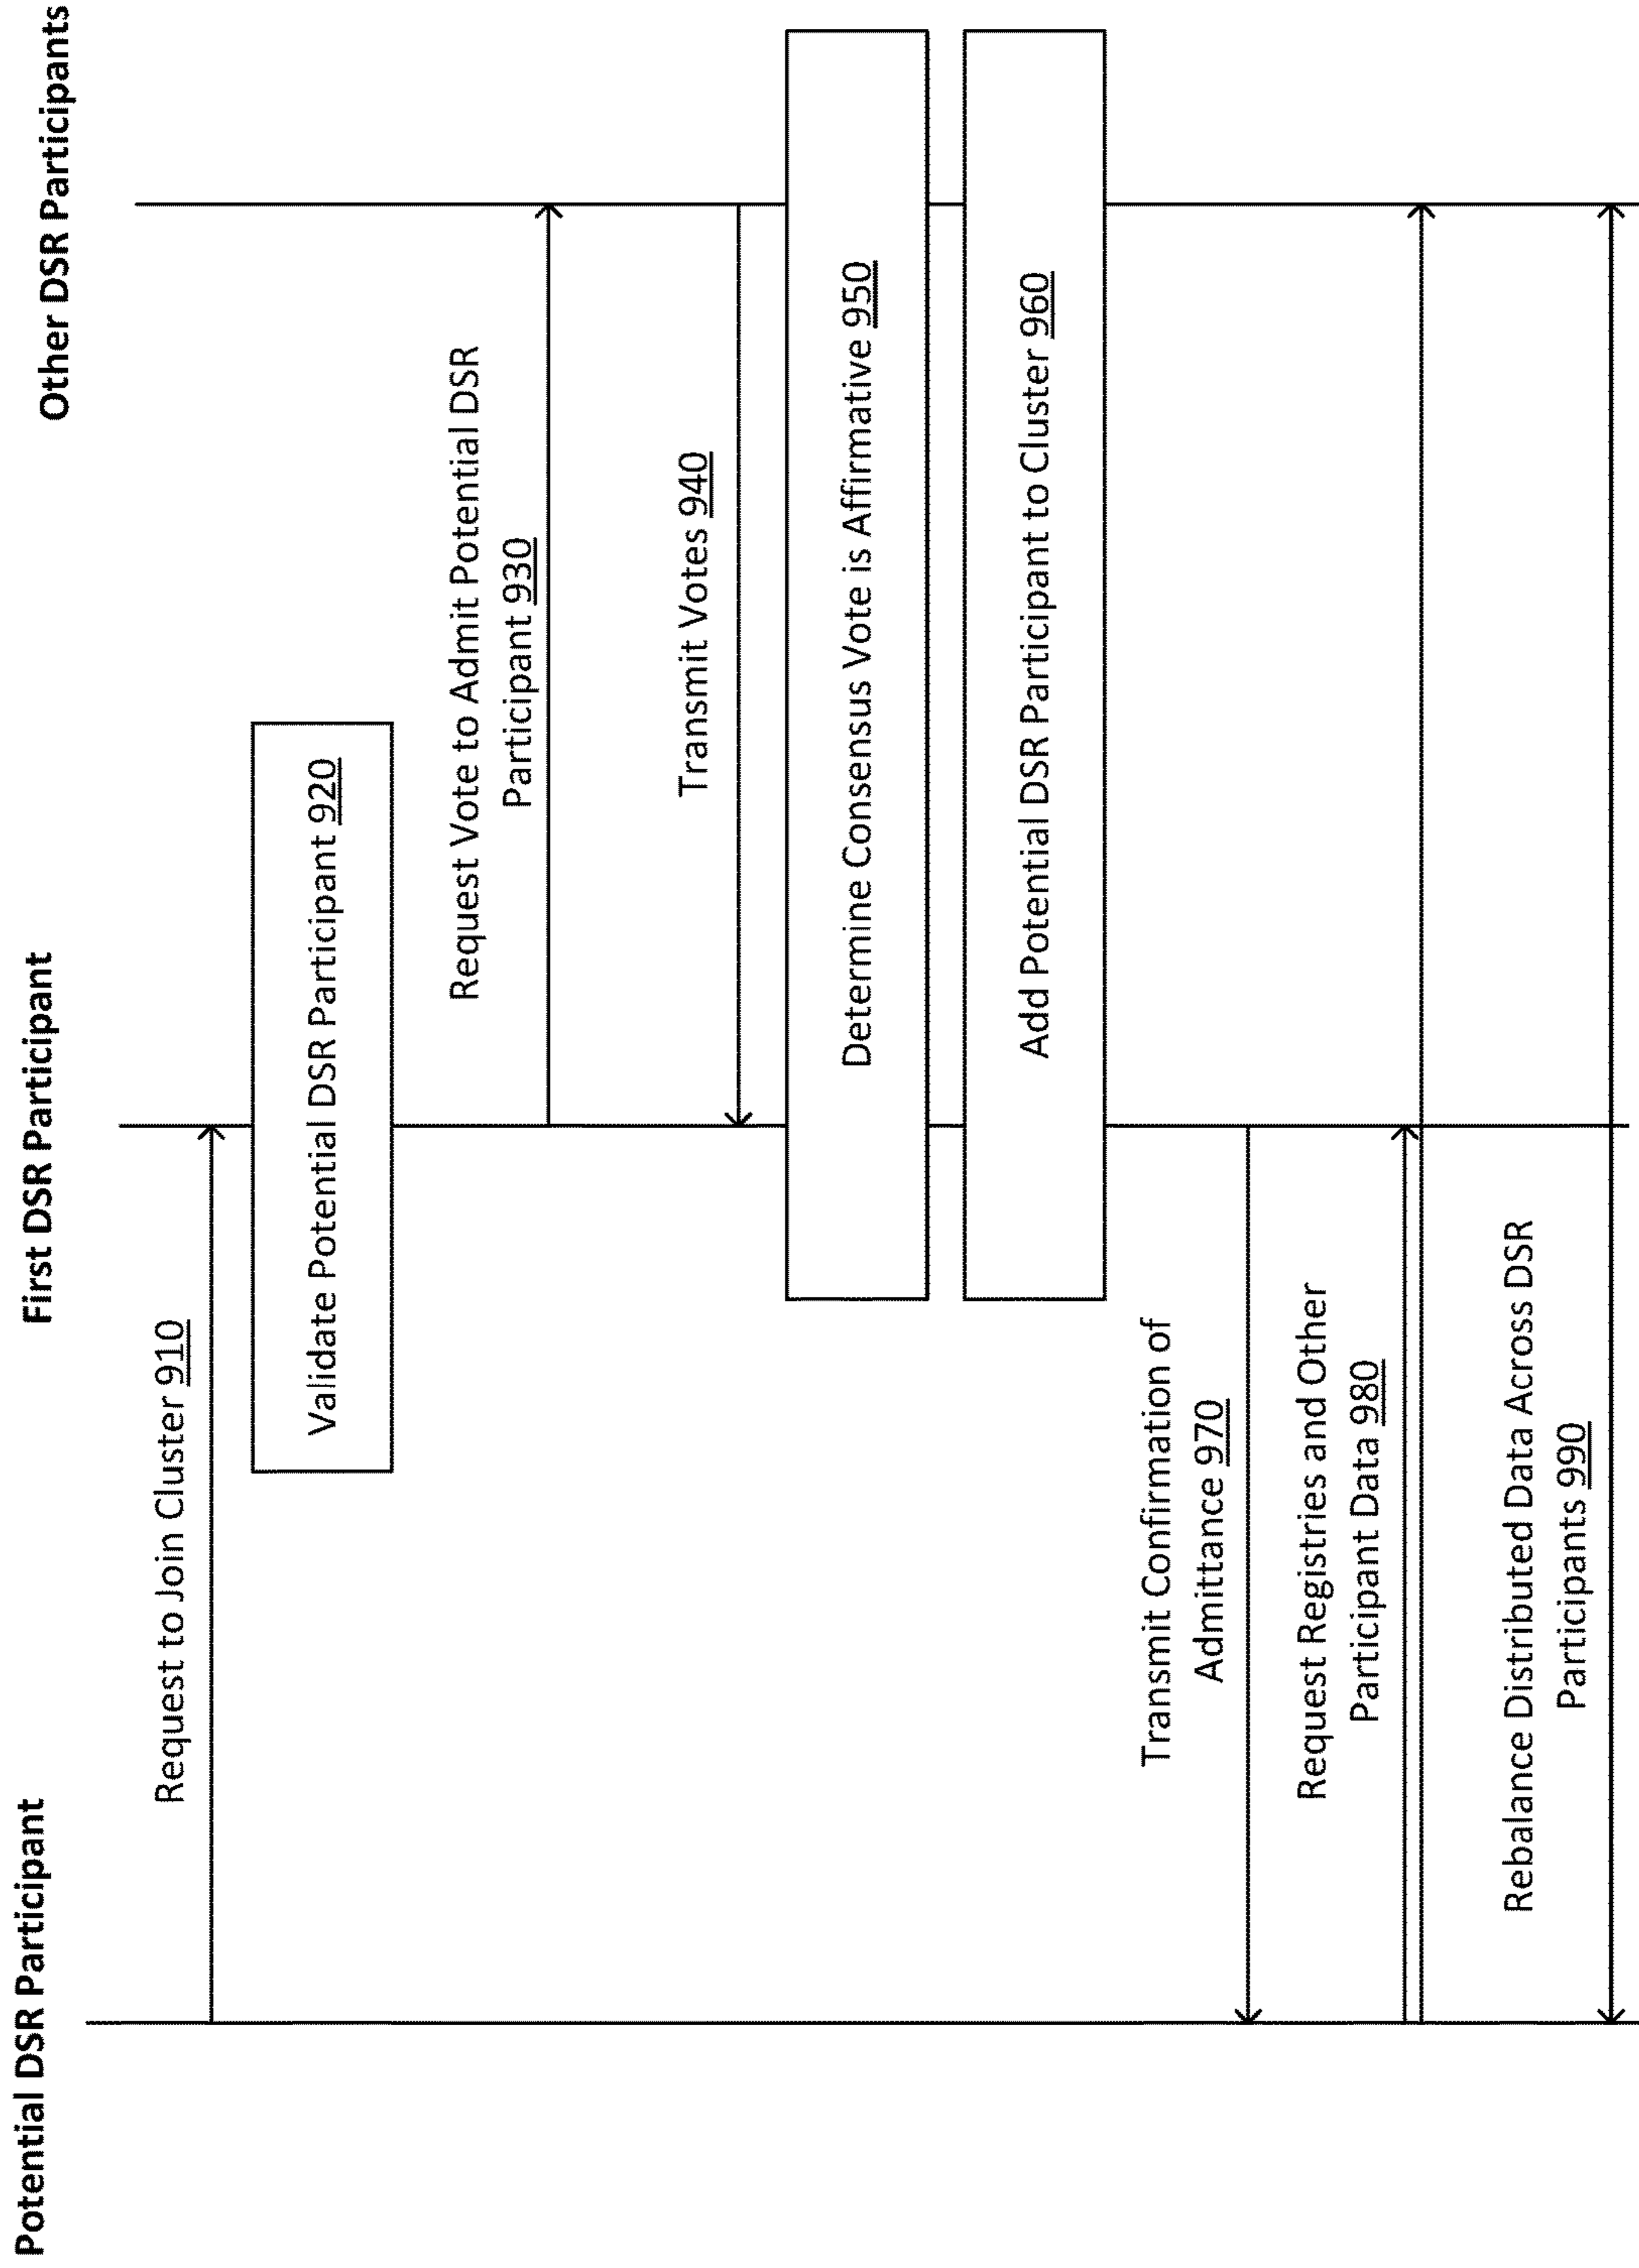 Potential DSR Participant
First DSR Participant
Other DSR Participants
Request to Join Cluster 910
Validate Potential DSR Participant 920
Request Vote to Admit Potential DSR
Participant 930
Transmit Votes 940
Determine Consensus Vote is Affirmative 950
Add Potential DSR Participant to Cluster 960
Transmit Confirmation of
Admittance 970
Request Registries and Other
Participant Data 980
Rebalance Distributed Data Across DSR
Participants 990